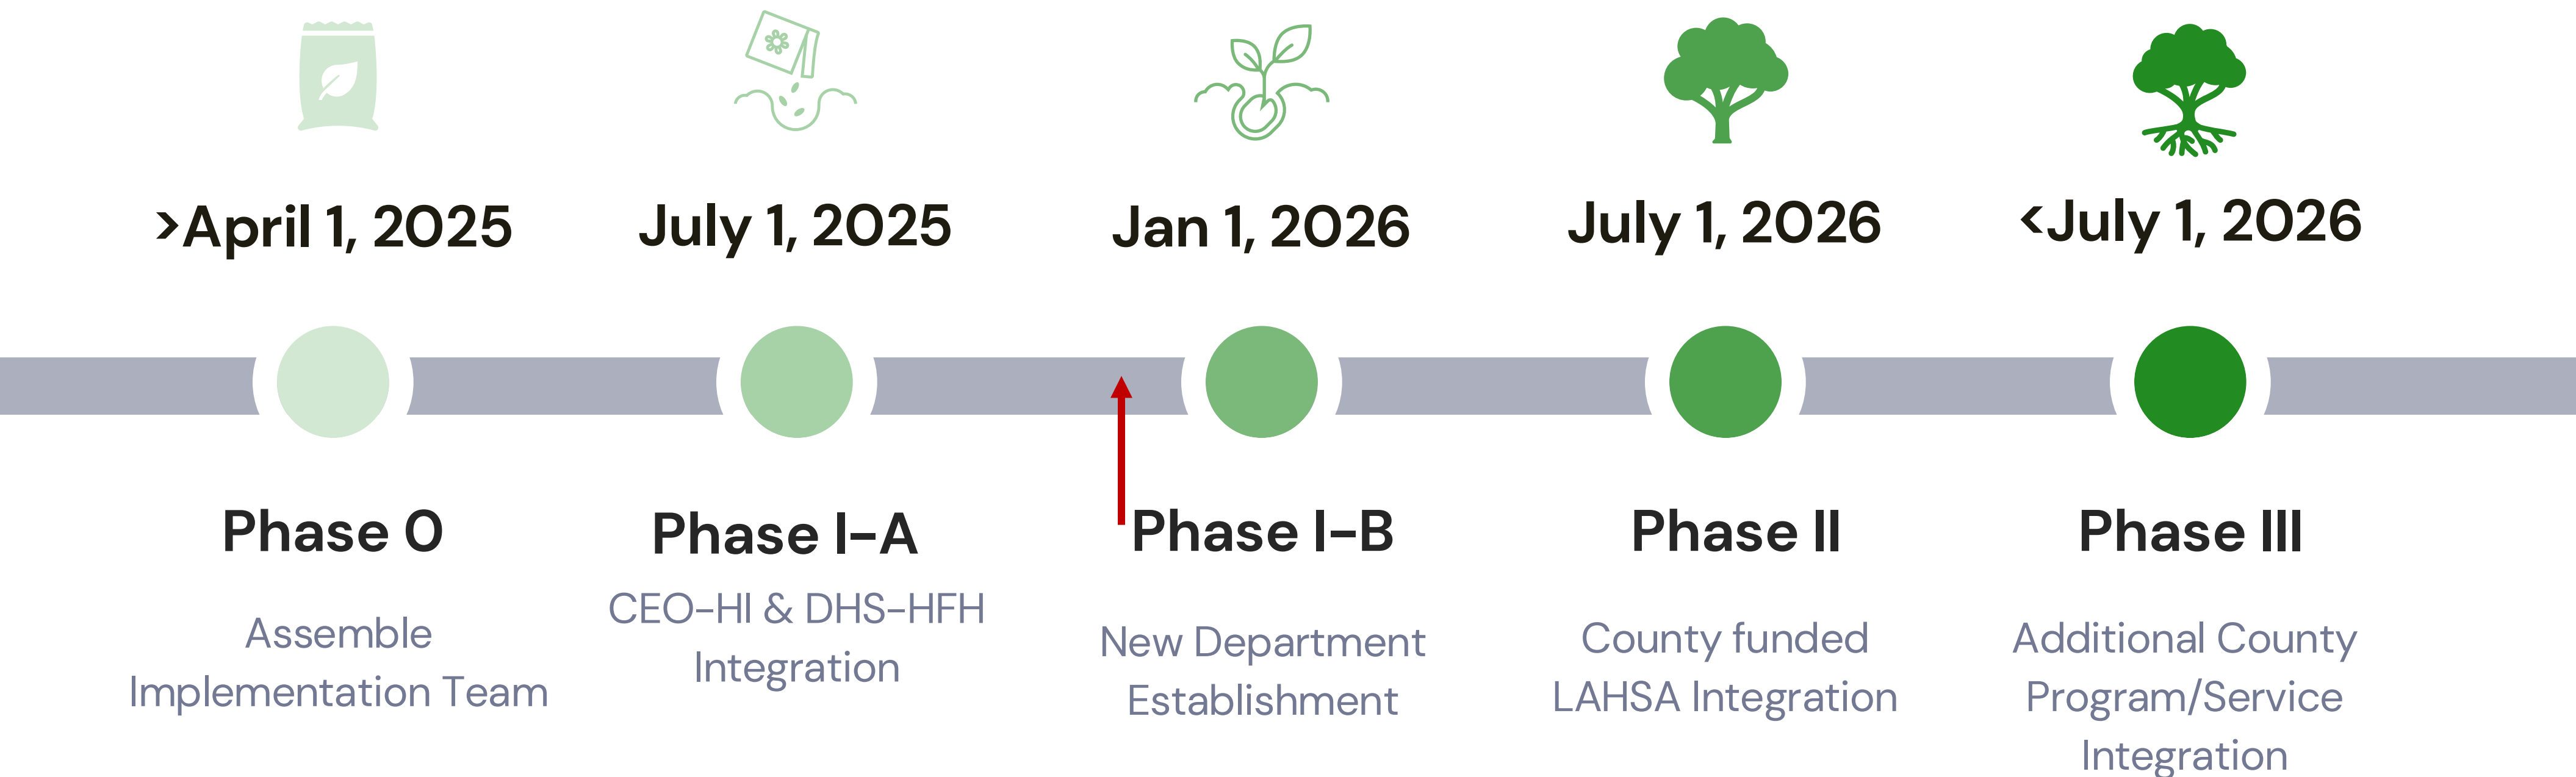 >April 1, 2025
July 1, 2025
Jan 1, 2026
July 1, 2026
<July 1, 2026
Phase 0
Assemble
Implementation Team
Phase I-A
CEO-HI & DHS-HFH
Integration
Phase I-B
New Department
Establishment
Phase II
County funded
LAHSA Integration
Phase III
Additional County
Program/Service
Integration